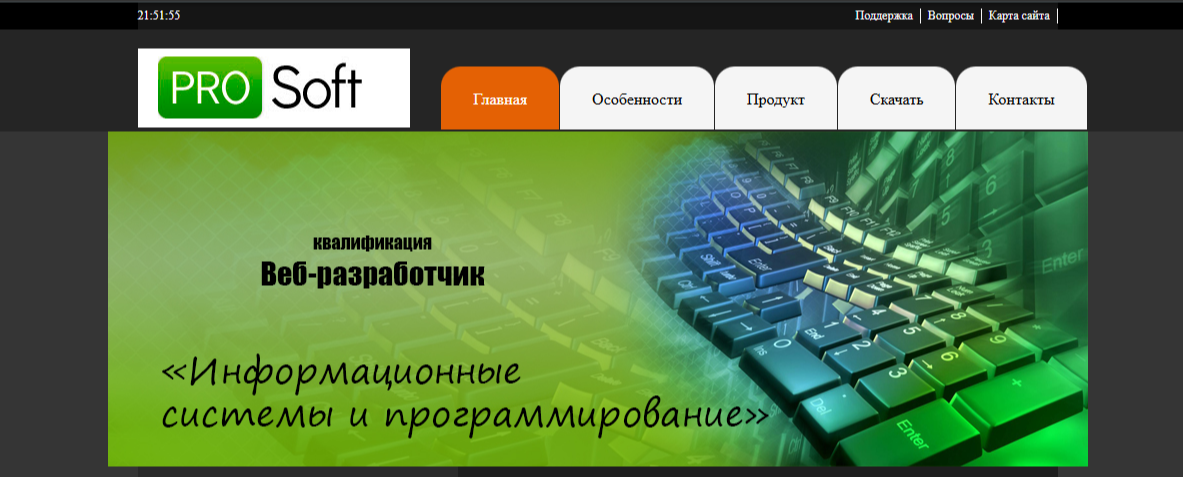 21:51:55
Поддержка Вопросы Карта сайта
PRO Soft
Главная Особенности Продукт Скачать Контакты
квалификация
Веб-разработчик
«Информационные
системы и программирование»